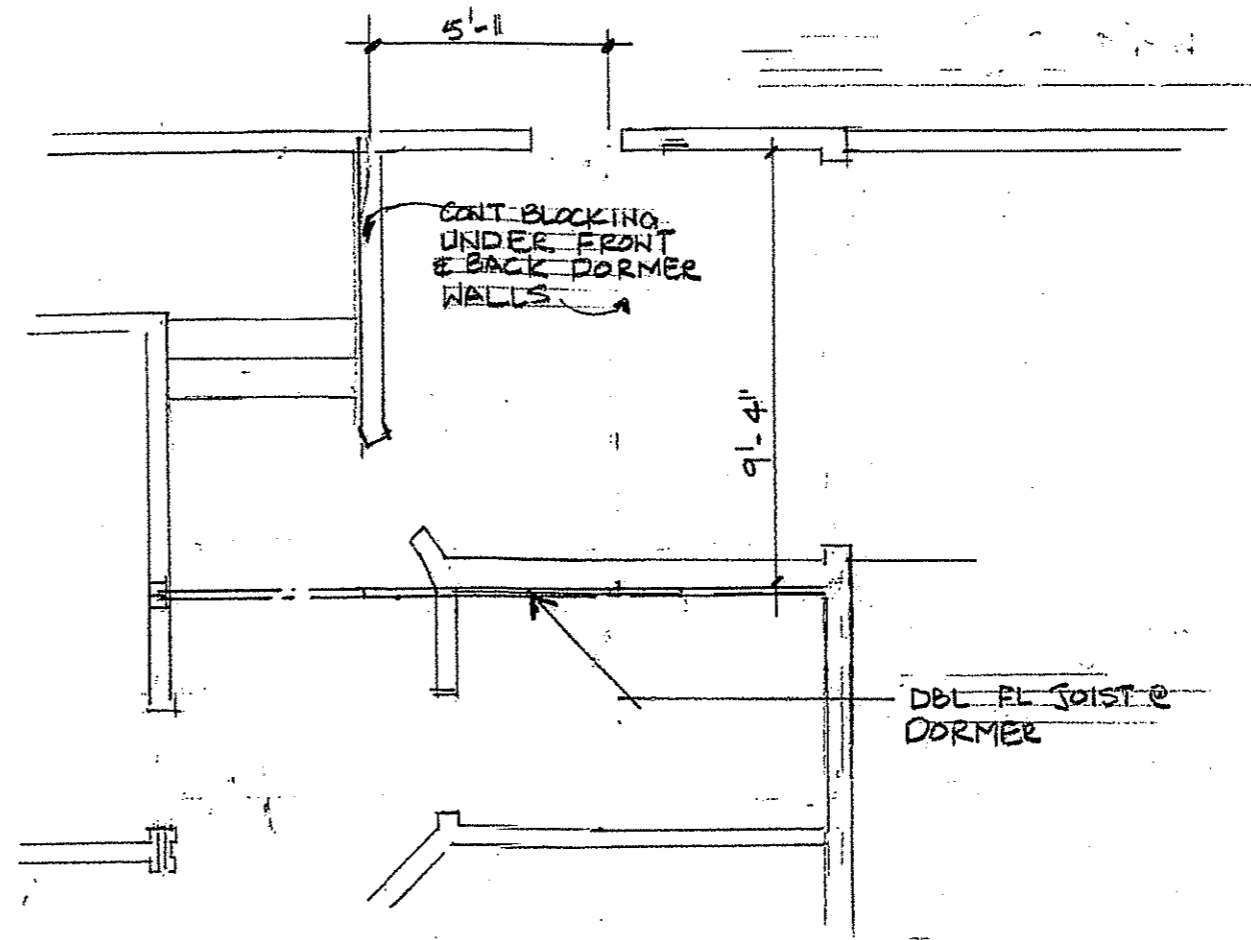 5'-11
CONT BLOCKING
UNDER FRONT
& BACK DORMER
WALLS
9'-4"
DBL FL JOIST @
DORMER